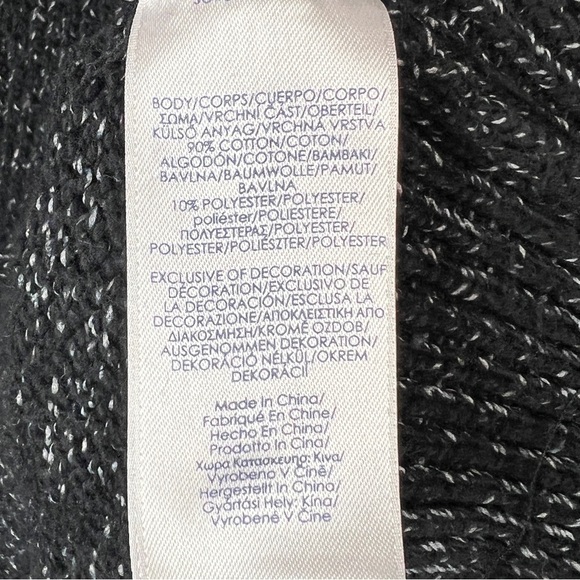 BODY/CORPS/CUERPO/CORPO/
ΣΩΜΑ/VRCHNÍ ČÁST/OBERTEIL/
KÜLSŐ ANYAG/VRCHNÁ VRSTVA
90% COTTON/COTON/
ALGODÓN/COTONE/BAMBAKI/
BAVLNA/BAUMWOLLE/PAMUT/
BAVLNA
10% POLYESTER/POLYESTER/
poliéster/POLIESTERE/
ΠΟΛΥΕΣΤΕΡΑΣ/POLYESTER/
POLYESTER/POLIÉSZTER/POLYESTER
EXCLUSIVE OF DECORATION/SAUF
DÉCORATION/EXCLUSIVO DE
LA DECORACIÓN/ESCLUSA LA
DECORAZIONE/ΑΠΟΚΛΕΙΣΤΙΚΗ ΑΠΟ
ΔΙΑΚΟΣΜΗΣΗ/KROMĚ OZDOB/
AUSGENOMMEN DEKORATION/
DEKORÁCIÓ NÉLKÜL/OKREM
DEKORÁCIÍ
Made In China/
Fabriqué En Chine/
Hecho En China/
Prodotto In Cina/
Χωρα Κατασκευησ: Κινα/
Vyrobeno V Číně/
Hergestellt In China/
Gyártási Hely: Kína/
Vyrobené V Číne